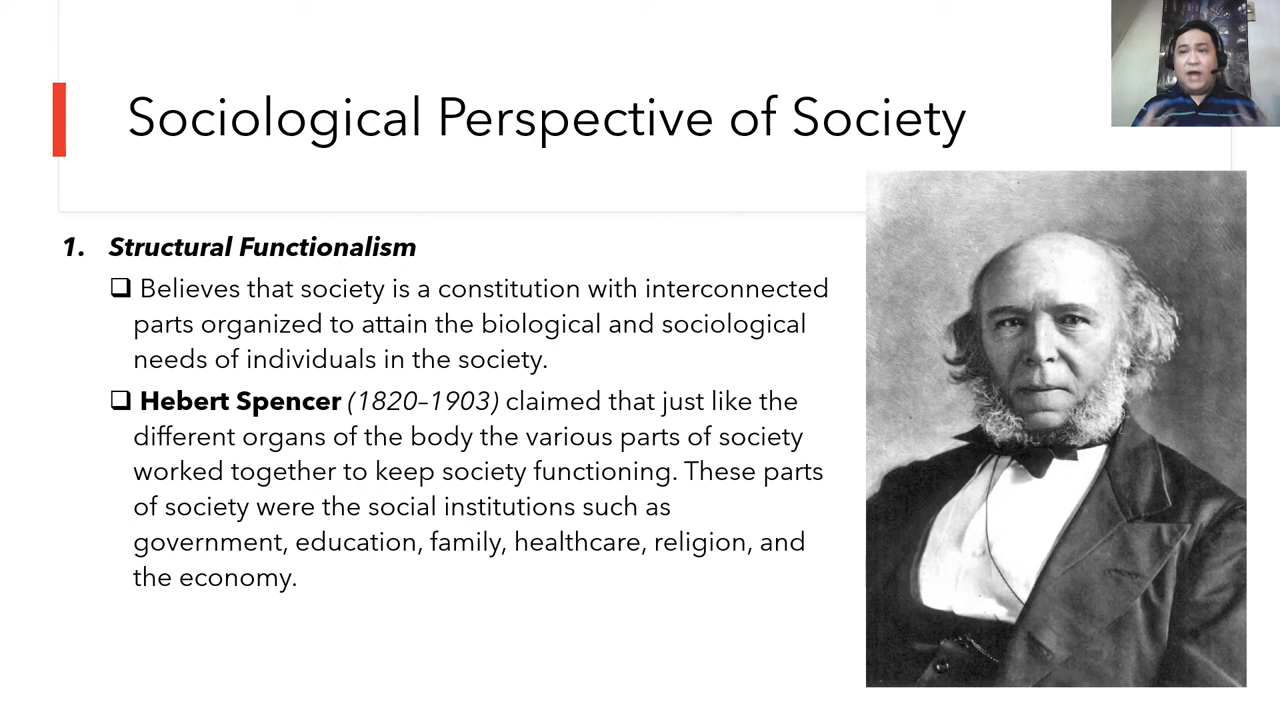 Sociological Perspective of Society
1. Structural Functionalism
❑ Believes that society is a constitution with interconnected
parts organized to attain the biological and sociological
needs of individuals in the society.
❑ Hebert Spencer (1820–1903) claimed that just like the
different organs of the body the various parts of society
worked together to keep society functioning. These parts
of society were the social institutions such as
government, education, family, healthcare, religion, and
the economy.